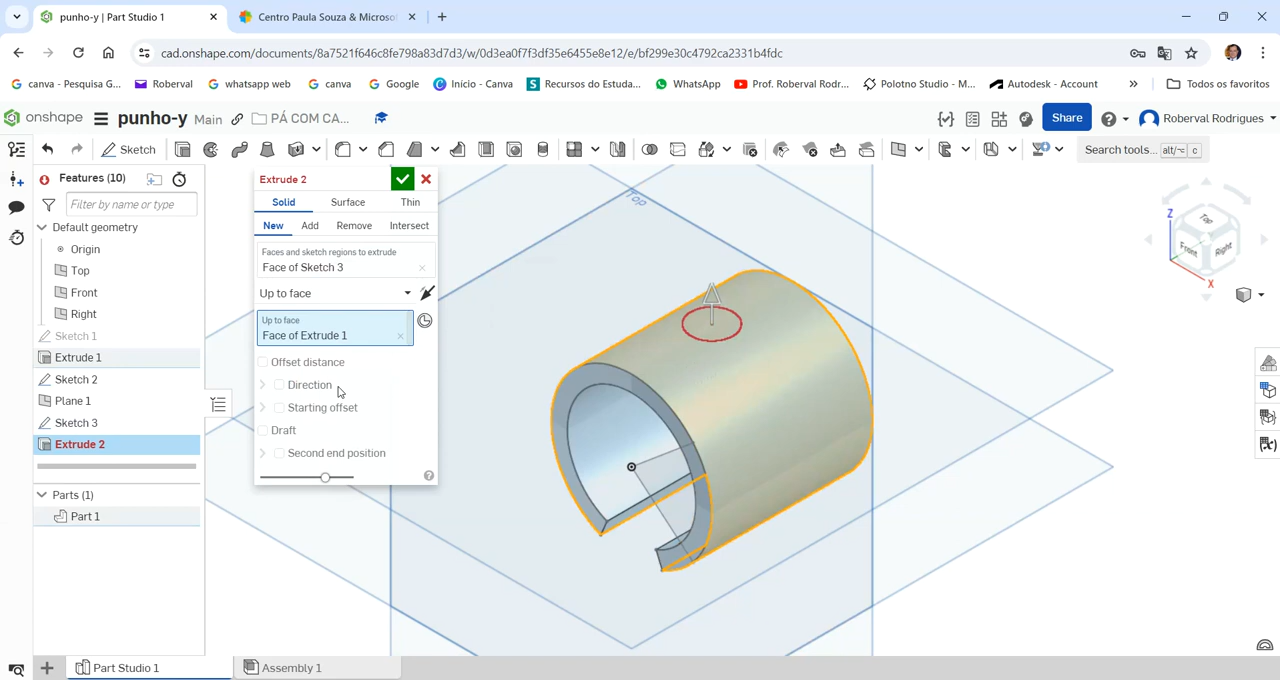 punho-y | Part Studio 1
Centro Paula Souza & Microsof
cad.onshape.com/documents/8a7521f646c8fe798a83d7d3/w/0d3ea0f7f3df35e6455e8e12/e/bf299e30c4792ca2331b4fdc
canva - Pesquisa G...
Roberval
whatsapp web
canva
Google
Início - Canva
Recursos do Estuda...
WhatsApp
Prof. Roberval Rodr...
Polotno Studio - M...
Autodesk - Account
Todos os favoritos
onshape
punho-y Main
PÁ COM CA...
Share
Roberval Rodrigues
Sketch
Search tools... alt/⌥ c
Features (10)
Filter by name or type
Default geometry
Origin
Top
Front
Right
Sketch 1
Extrude 1
Sketch 2
Plane 1
Sketch 3
Extrude 2
Parts (1)
Part 1
Extrude 2
Solid Surface Thin
New Add Remove Intersect
Faces and sketch regions to extrude
Face of Sketch 3
Up to face
Up to face
Face of Extrude 1
Offset distance
Direction
Starting offset
Draft
Second end position
Top
Z
Top
Front
Right
X
Part Studio 1
Assembly 1